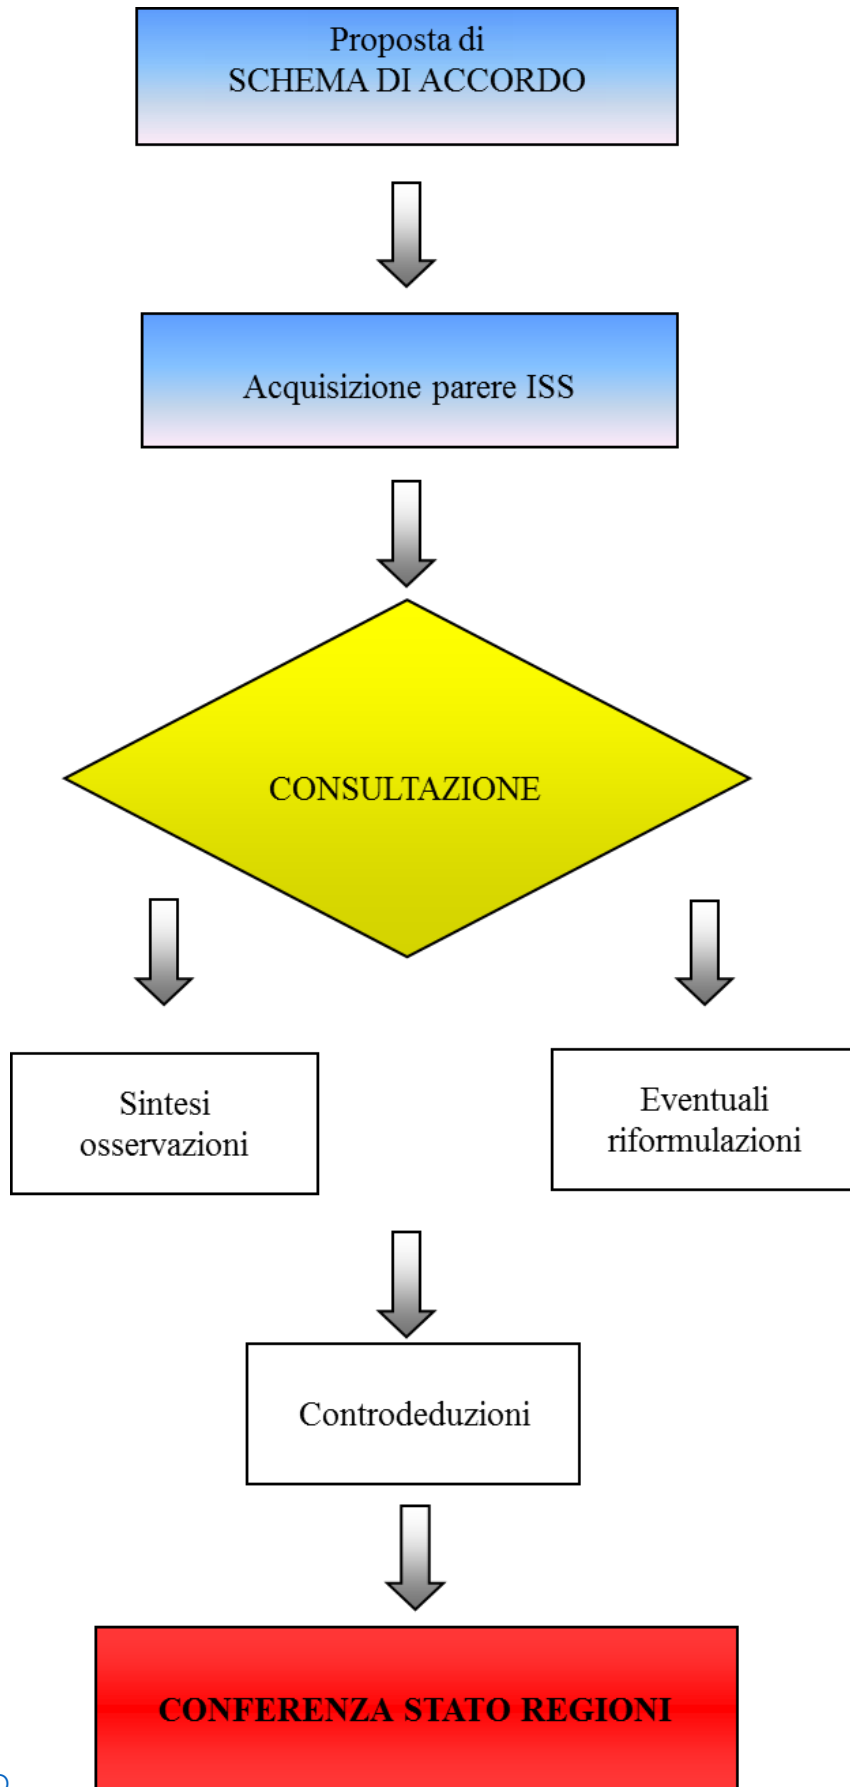 Proposta di
SCHEMA DI ACCORDO
Acquisizione parere ISS
CONSULTAZIONE
Sintesi
osservazioni
Eventuali
riformulazioni
Controdeduzioni
CONFERENZA STATO REGIONI